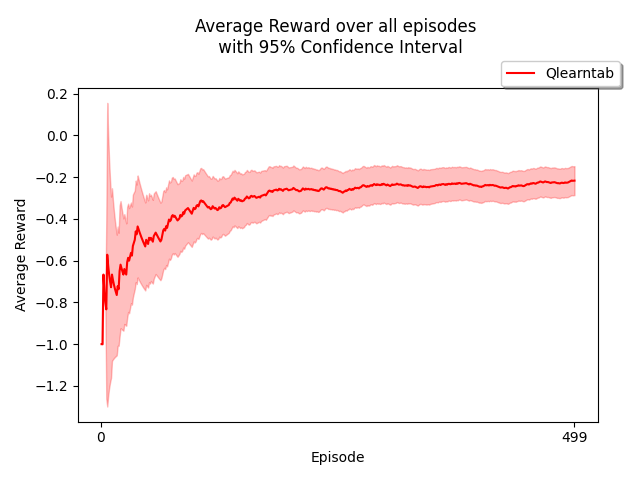 Average Reward over all episodes
with 95% Confidence Interval
Qlearntab
0.2
0.0
−0.2
−0.4
−0.6
−0.8
−1.0
−1.2
Average Reward
0
499
Episode